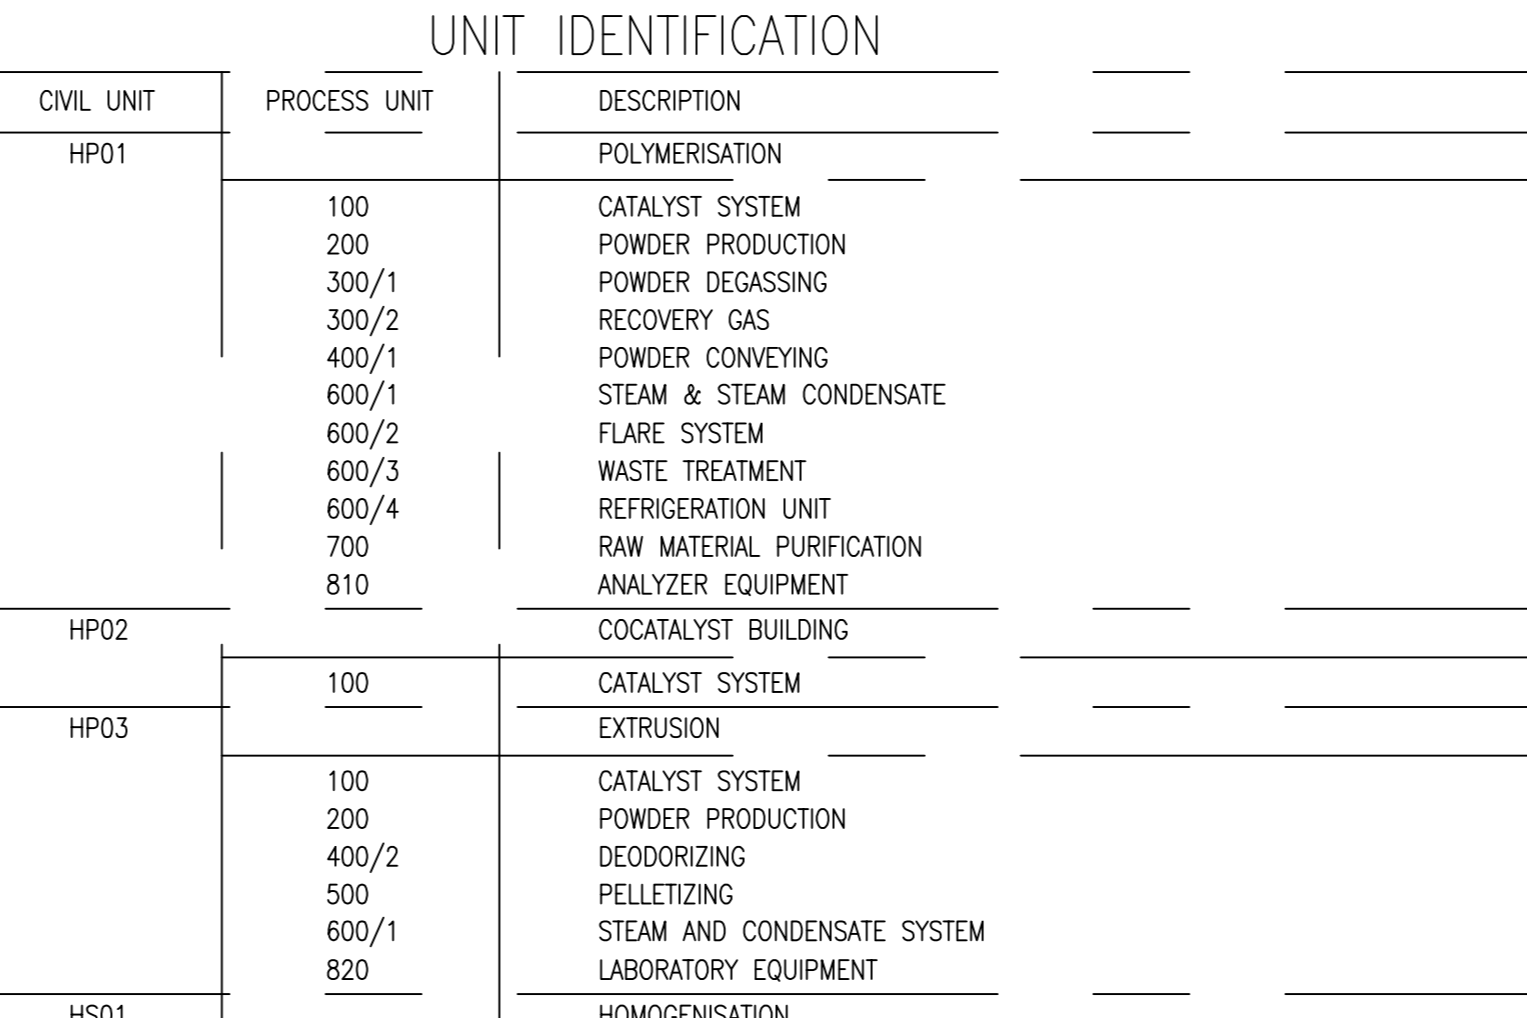 UNIT IDENTIFICATION
CIVIL UNIT PROCESS UNIT DESCRIPTION
HP01 POLYMERISATION
100 CATALYST SYSTEM
200 POWDER PRODUCTION
300/1 POWDER DEGASSING
300/2 RECOVERY GAS
400/1 POWDER CONVEYING
600/1 STEAM & STEAM CONDENSATE
600/2 FLARE SYSTEM
600/3 WASTE TREATMENT
600/4 REFRIGERATION UNIT
700 RAW MATERIAL PURIFICATION
810 ANALYZER EQUIPMENT
HP02 COCATALYST BUILDING
100 CATALYST SYSTEM
HP03 EXTRUSION
100 CATALYST SYSTEM
200 POWDER PRODUCTION
400/2 DEODORIZING
500 PELLETIZING
600/1 STEAM AND CONDENSATE SYSTEM
820 LABORATORY EQUIPMENT
HS01 HOMOGENISATION